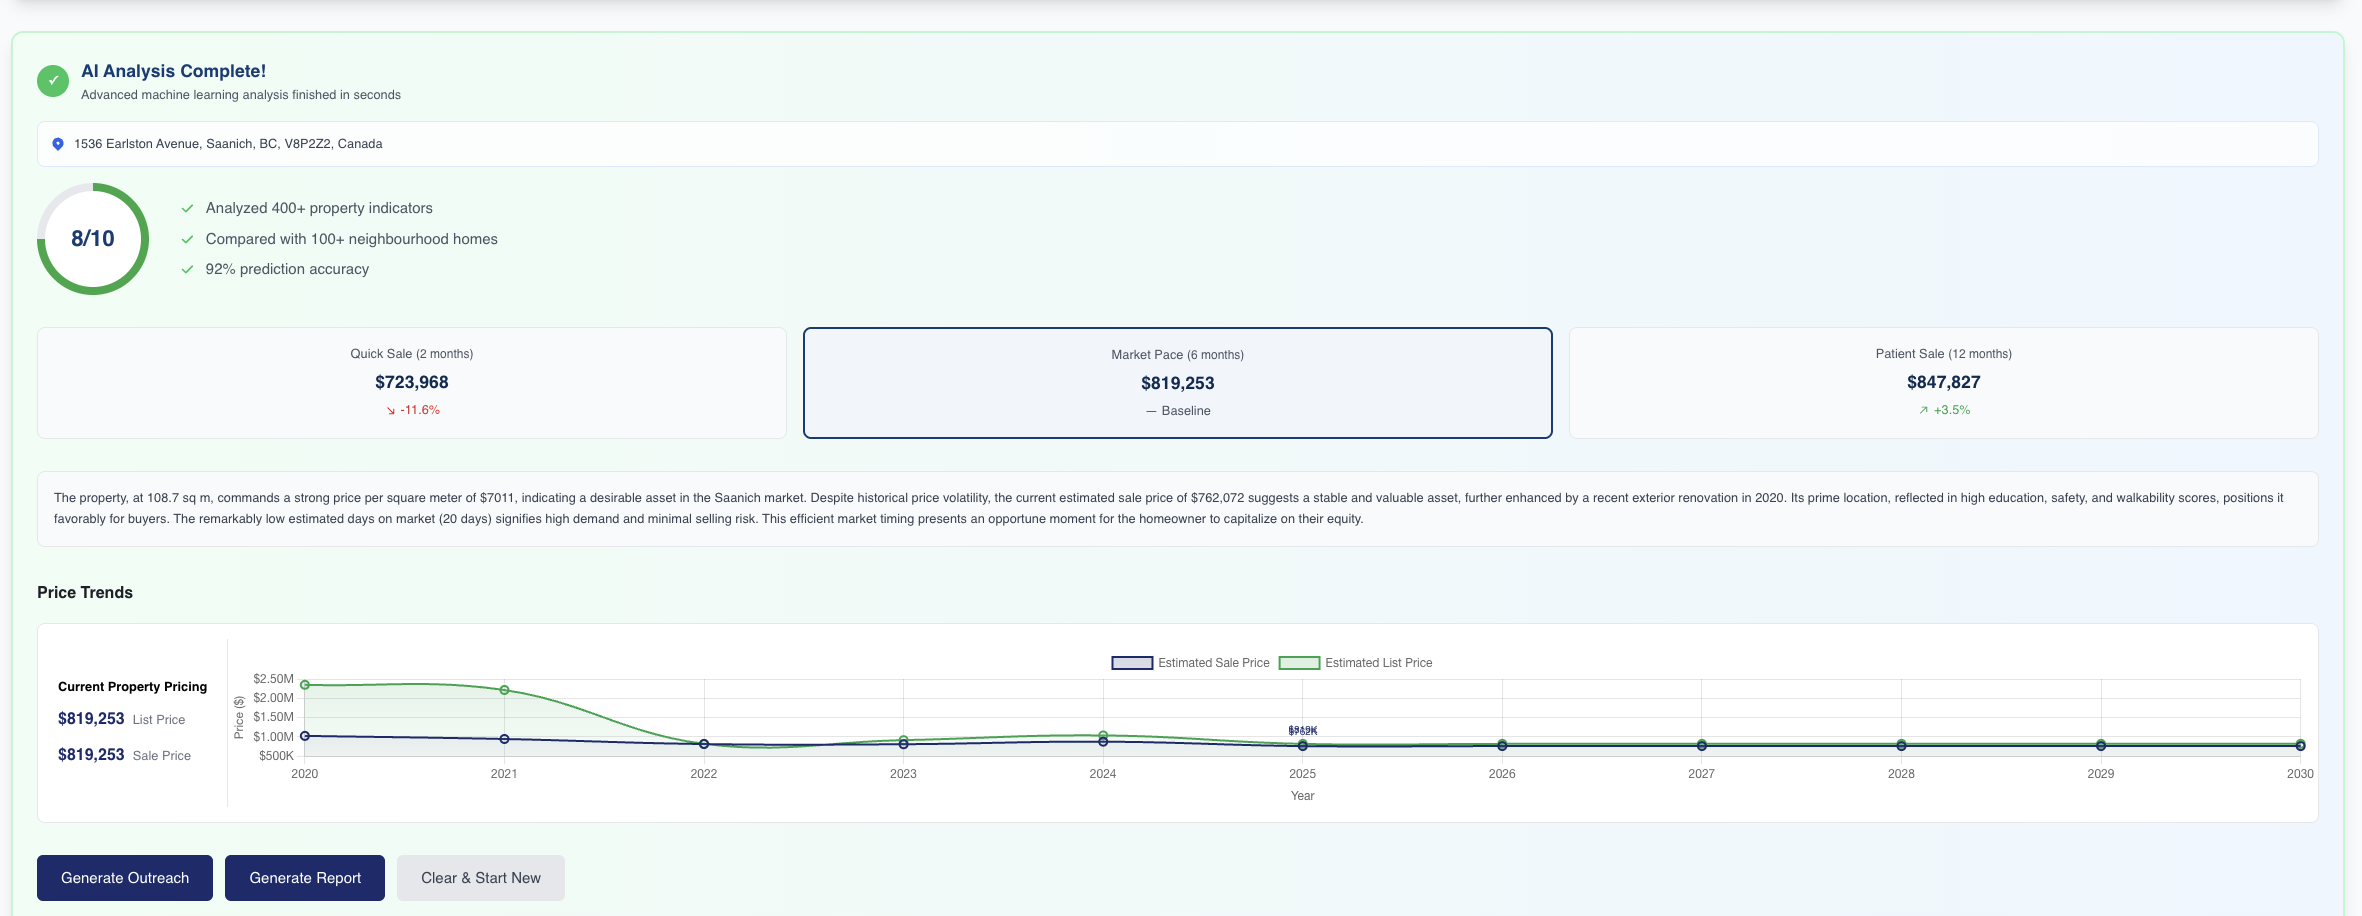 AI Analysis Complete!
Advanced machine learning analysis finished in seconds
1536 Earlston Avenue, Saanich, BC, V8P2Z2, Canada
8/10
Analyzed 400+ property indicators
Compared with 100+ neighbourhood homes
92% prediction accuracy
Quick Sale (2 months)
$723,968
-11.6%
Market Pace (6 months)
$819,253
— Baseline
Patient Sale (12 months)
$847,827
+3.5%
The property, at 108.7 sq m, commands a strong price per square meter of $7011, indicating a desirable asset in the Saanich market. Despite historical price volatility, the current estimated sale price of $762,072 suggests a stable and valuable asset, further enhanced by a recent exterior renovation in 2020. Its prime location, reflected in high education, safety, and walkability scores, positions it
favorably for buyers. The remarkably low estimated days on market (20 days) signifies high demand and minimal selling risk. This efficient market timing presents an opportune moment for the homeowner to capitalize on their equity.
Price Trends
Current Property Pricing
$819,253 List Price
$819,253 Sale Price
Estimated Sale Price
Estimated List Price
Price ($)
$2.50M
$2.00M
$1.50M
$1.00M
$500K
2020 2021 2022 2023 2024 2025 2026 2027 2028 2029 2030
Year
Generate Outreach
Generate Report
Clear & Start New